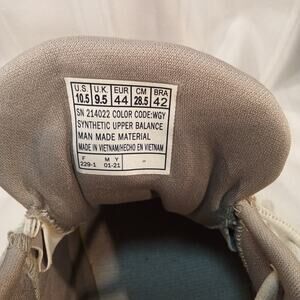 U.S. U.K. EUR CM BRA
10.5 9.5 44 28.5 42
SN 214022 COLOR CODE:WGY
SYNTHETIC UPPER BALANCE
MAN MADE MATERIAL
MADE IN VIETNAM/HECHO EN VIETNAM
F M Y
229-1 01-21